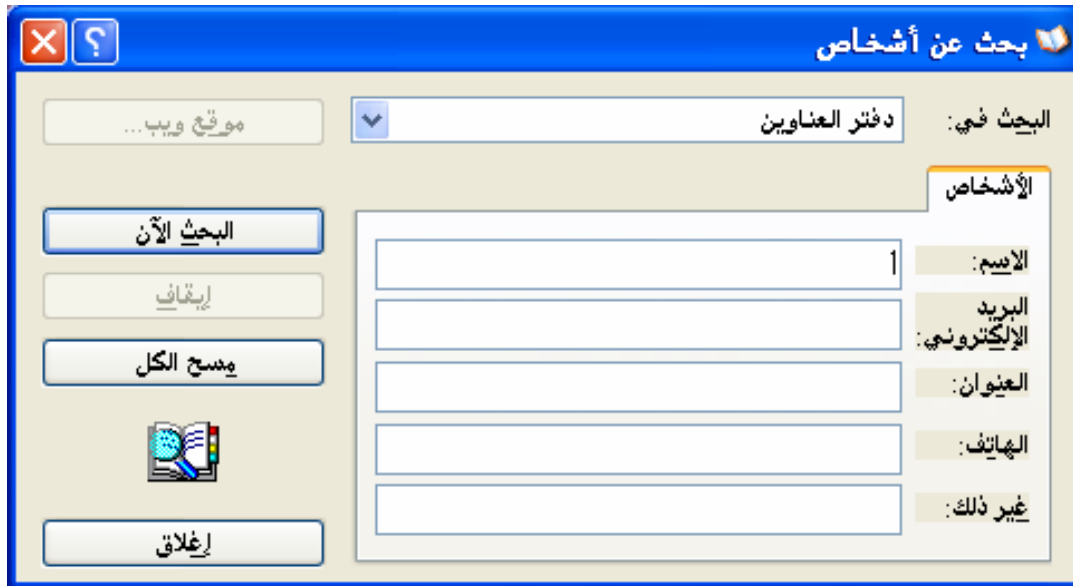 بحث عن أشخاص
البحث في:
دفتر العناوين
موقع ويب...
الأشخاص
الاسم:
1
البريد
الإلكتروني:
العنوان:
الهاتف:
غير ذلك:
البحث الآن
إيقاف
مسح الكل
إغلاق